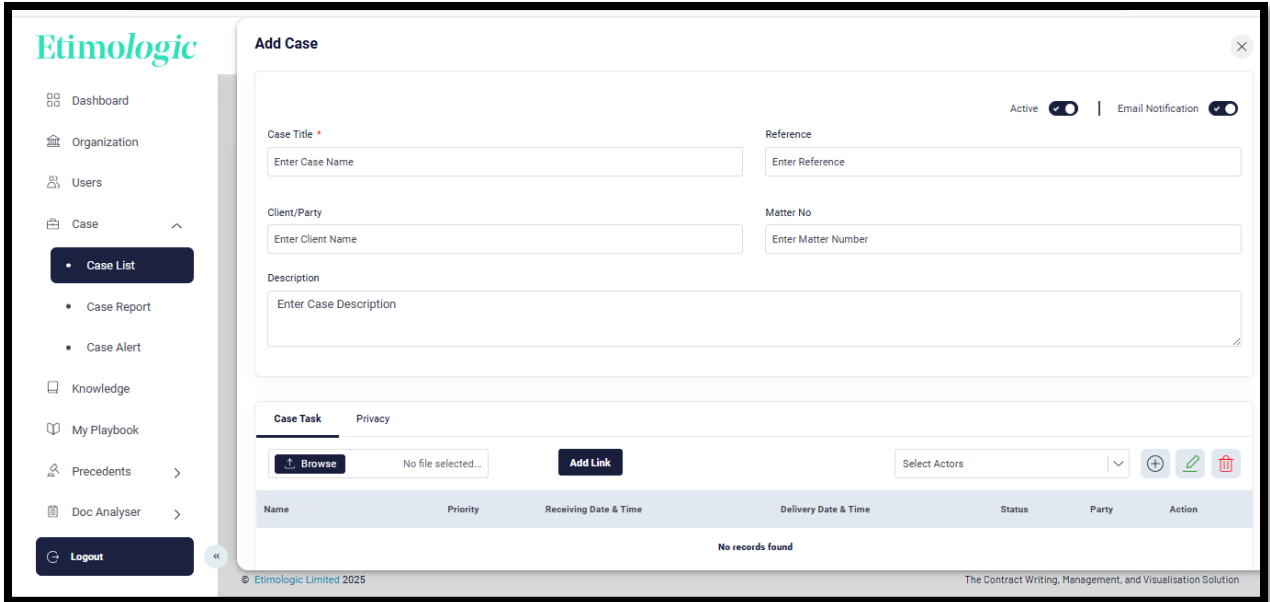 Etimologic
Dashboard
Organization
Users
Case
Case List
Case Report
Case Alert
Knowledge
My Playbook
Precedents
Doc Analyser
Logout
Add Case
Active | Email Notification
Case Title * Reference
Enter Case Name Enter Reference
Client/Party Matter No
Enter Client Name Enter Matter Number
Description
Enter Case Description
Case Task Privacy
Browse No file selected... Add Link Select Actors
Name Priority Receiving Date & Time Delivery Date & Time Status Party Action
No records found
© Etimologic Limited 2025 The Contract Writing, Management, and Visualisation Solution